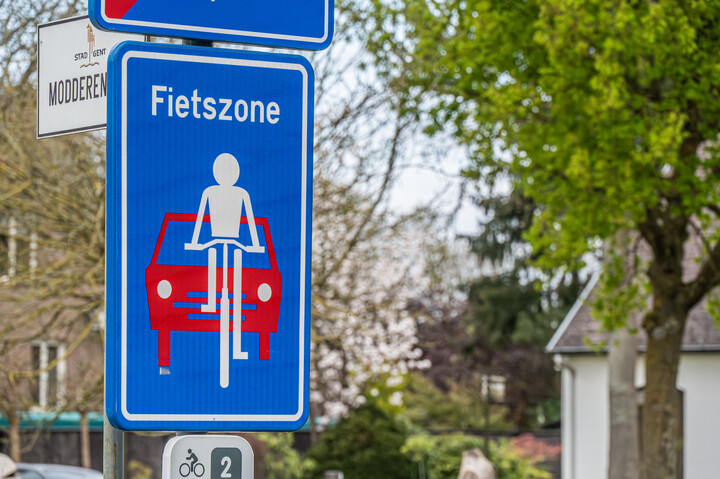 STAD GENT
MODDEREN
Fietszone
2